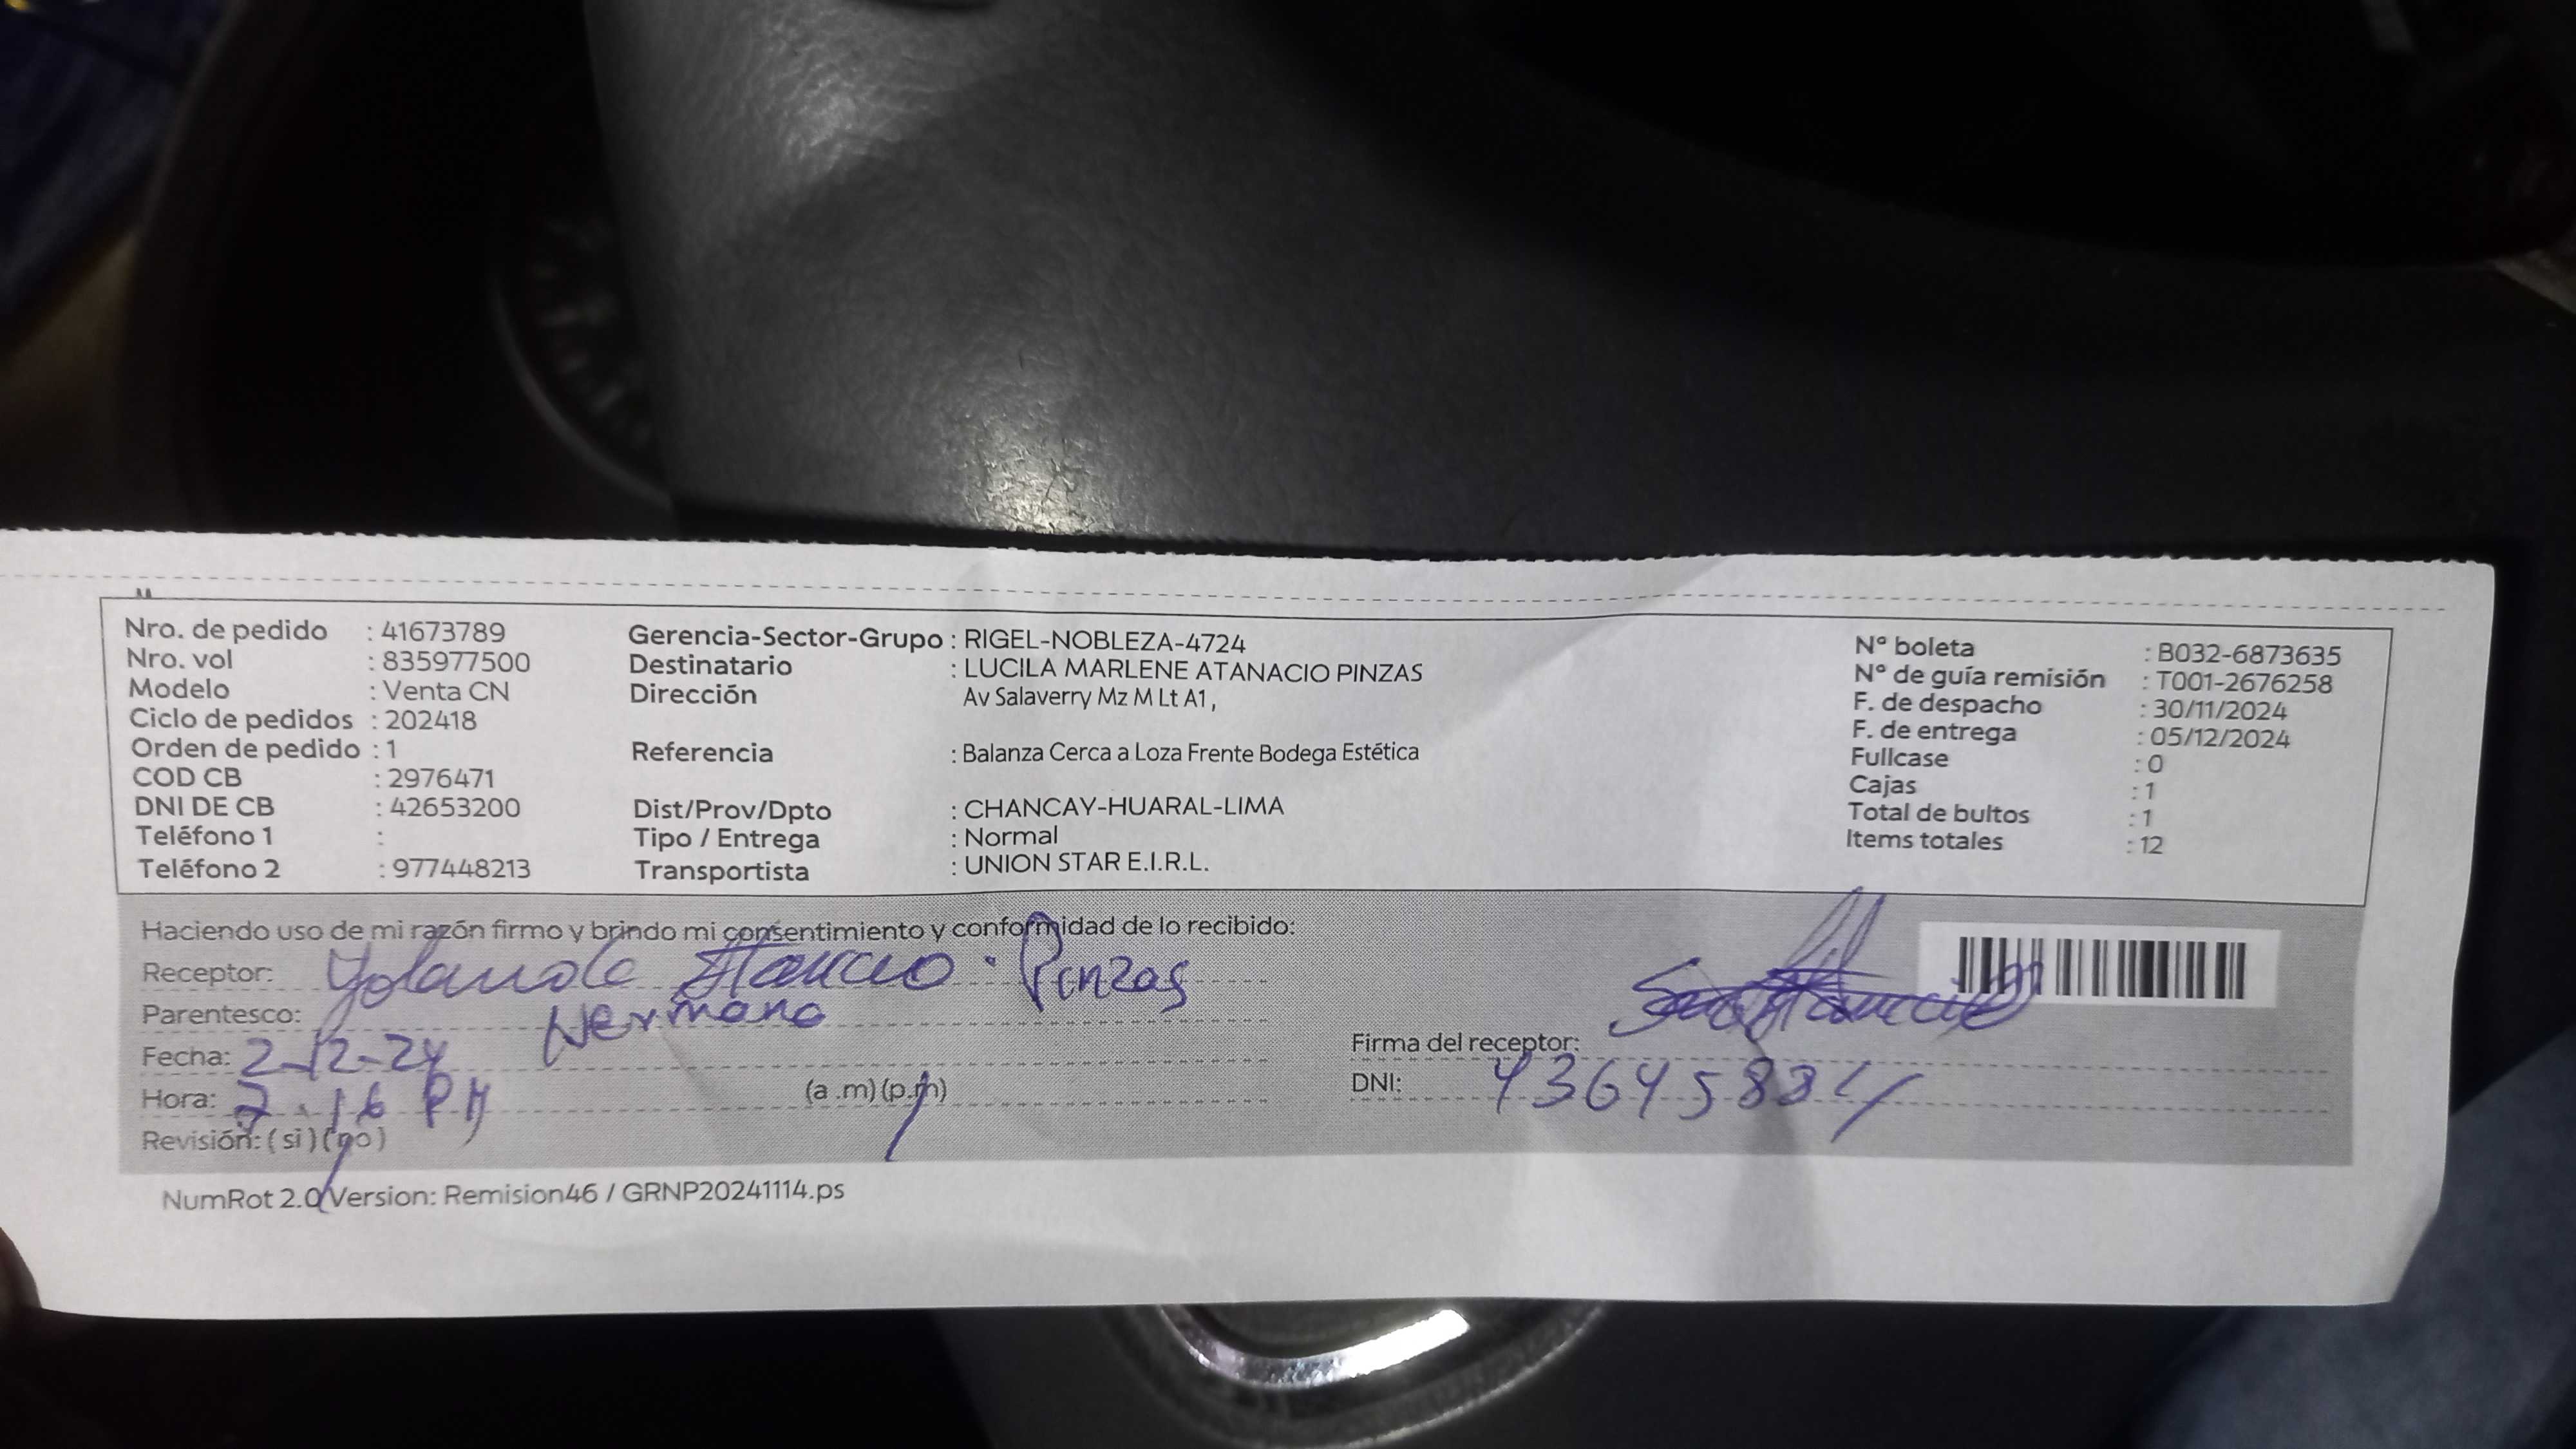 Nro. de pedido : 41673789
Nro. vol : 835977500
Modelo : Venta CN
Ciclo de pedidos : 202418
Orden de pedido : 1
COD CB : 2976471
DNI DE CB : 42653200
Teléfono 1 :
Teléfono 2 : 977448213
Gerencia-Sector-Grupo : RIGEL-NOBLEZA-4724
Destinatario : LUCILA MARLENE ATANACIO PINZAS
Dirección Av Salaverry Mz M Lt A1,
Referencia : Balanza Cerca a Loza Frente Bodega Estética
Dist/Prov/Dpto : CHANCAY-HUARAL-LIMA
Tipo / Entrega : Normal
Transportista : UNION STAR E.I.R.L.
N° boleta : B032-6873635
N° de guía remisión : T001-2676258
F. de despacho : 30/11/2024
F. de entrega : 05/12/2024
Fullcase : 0
Cajas : 1
Total de bultos : 1
Items totales : 12
Haciendo uso de mi razón firmo y brindo mi consentimiento y conformidad de lo recibido:
Receptor: Yolanda Pinzas
Parentesco: Hermana
Fecha: 2-12-24
Hora: 7.16 PM (a .m) (p.m)
Revisión: ( si ) ( no )
Firma del receptor:
DNI:
NumRot 2.0 Version: Remision46 / GRNP20241114.ps